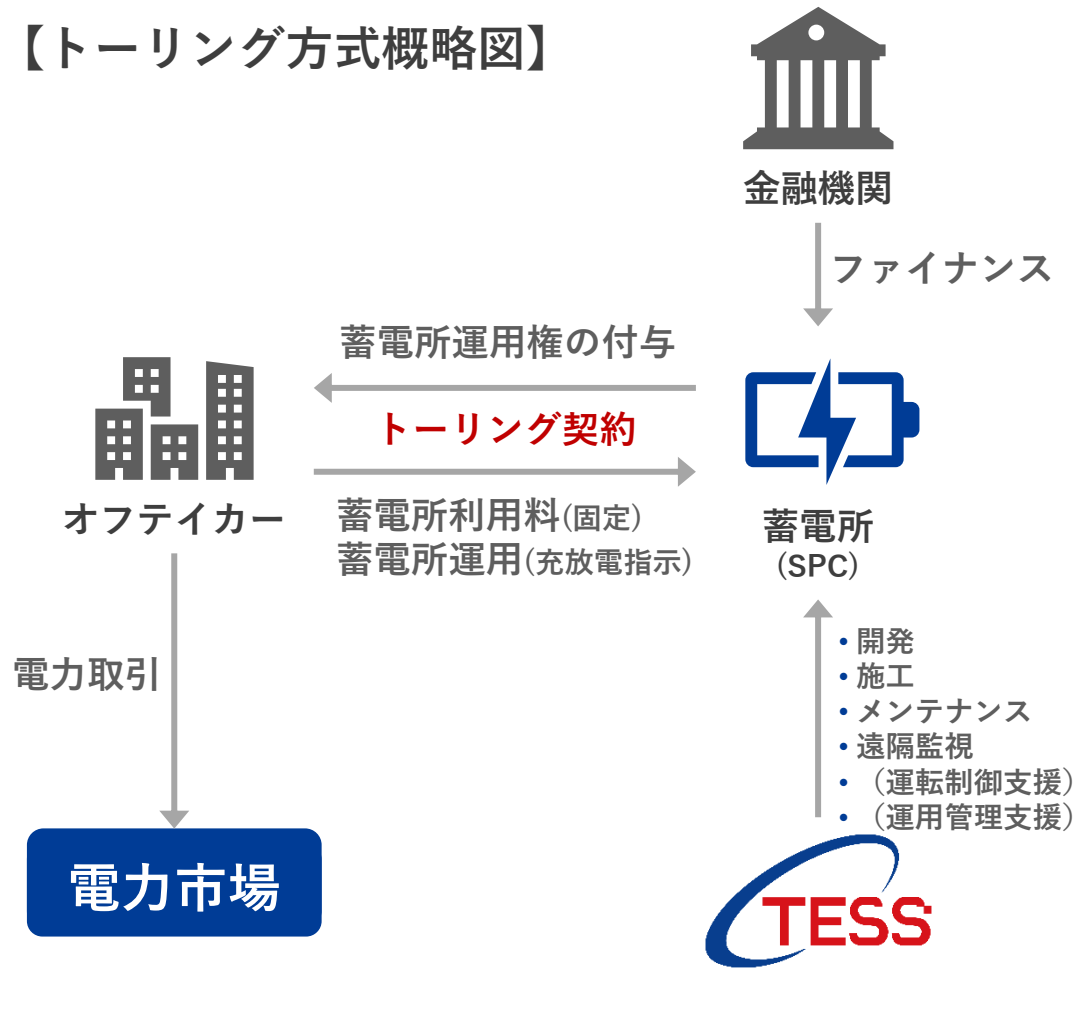 【トーリング方式概略図】
金融機関
ファイナンス
蓄電所運用権の付与
トーリング契約
オフテイカー
蓄電所利用料(固定)
蓄電所運用(充放電指示)
蓄電所
(SPC)
電力取引
・開発
・施工
・メンテナンス
・遠隔監視
・（運転制御支援）
・（運用管理支援）
電力市場
TESS